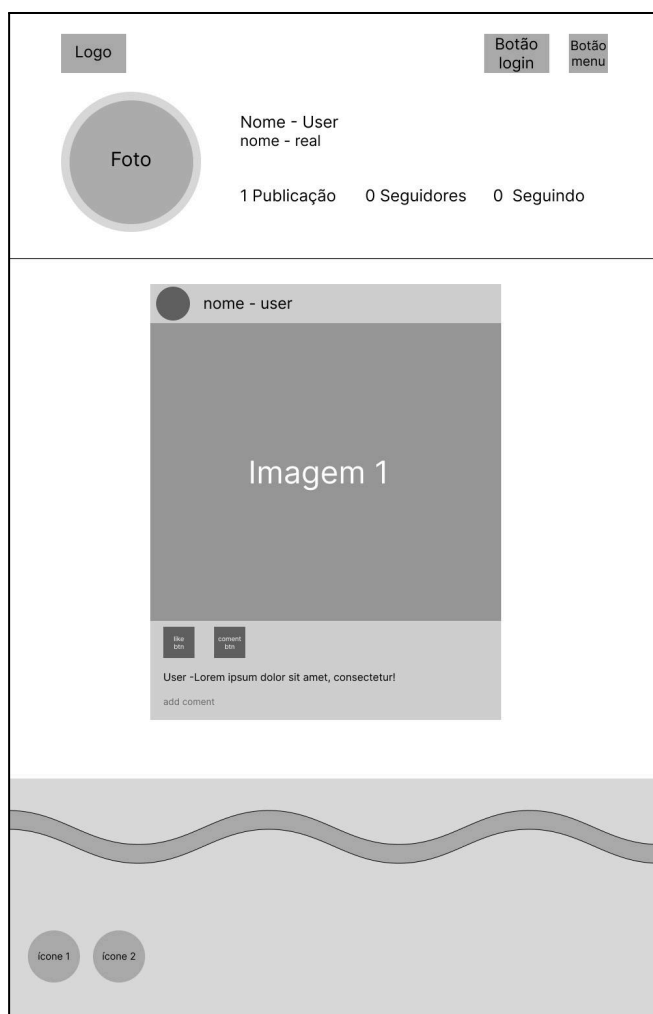 Logo
Botão
login
Botão
menu
Foto
Nome - User
nome - real
1 Publicação 0 Seguidores 0 Seguindo
nome - user
Imagem 1
like
btn
coment
btn
User -Lorem ipsum dolor sit amet, consectetur!
add coment
ícone 1
ícone 2